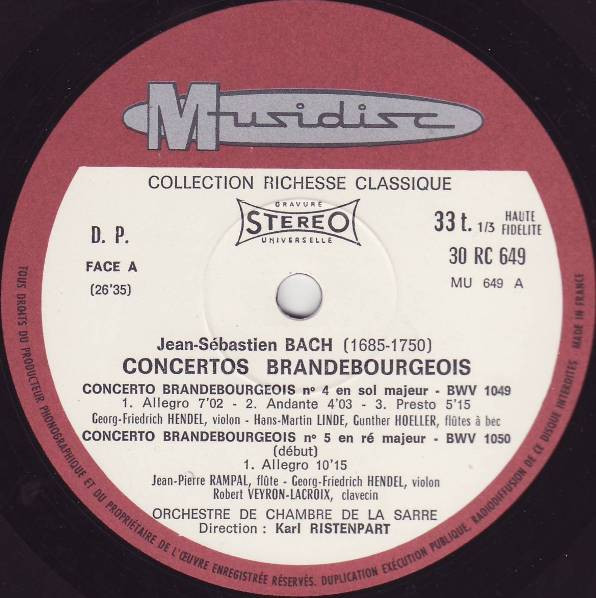 Musidisc
COLLECTION RICHESSE CLASSIQUE
GRAVURE
STEREO
UNIVERSELLE
D. P.
FACE A
(26'35)
33 t. 1/3 HAUTE FIDELITE
30 RC 649
MU 649 A
Jean-Sébastien BACH (1685-1750)
CONCERTOS BRANDEBOURGEOIS
CONCERTO BRANDEBOURGEOIS nº 4 en sol majeur - BWV 1049
1. Allegro 7'02 - 2. Andante 4'03 - 3. Presto 5'15
Georg-Friedrich HENDEL, violon - Hans-Martin LINDE, Gunther HOELLER, flûtes à bec
CONCERTO BRANDEBOURGEOIS nº 5 en ré majeur - BWV 1050
(début)
1. Allegro 10'15
Jean-Pierre RAMPAL, flûte - Georg-Friedrich HENDEL, violon
Robert VEYRON-LACROIX, clavecin
ORCHESTRE DE CHAMBRE DE LA SARRE
Direction : Karl RISTENPART
TOUS DROITS DU PRODUCTEUR PHONOGRAPHIQUE ET DU PROPRIÉTAIRE DE L'ŒUVRE ENREGISTRÉE RÉSERVÉS. DUPLICATION EXÉCUTION PUBLIQUE, RADIODIFFUSION DE CE DISQUE INTERDITES. MADE IN FRANCE